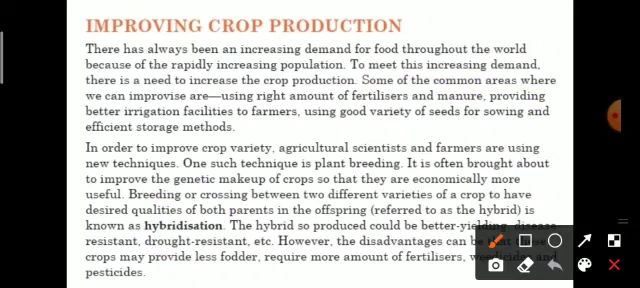 IMPROVING CROP PRODUCTION
There has always been an increasing demand for food throughout the world
because of the rapidly increasing population. To meet this increasing demand,
there is a need to increase the crop production. Some of the common areas where
we can improvise are—using right amount of fertilisers and manure, providing
better irrigation facilities to farmers, using good variety of seeds for sowing and
efficient storage methods.
In order to improve crop variety, agricultural scientists and farmers are using
new techniques. One such technique is plant breeding. It is often brought about
to improve the genetic makeup of crops so that they are economically more
useful. Breeding or crossing between two different varieties of a crop to have
desired qualities of both parents in the offspring (referred to as the hybrid) is
known as hybridisation. The hybrid so produced could be better-yielding, disease
resistant, drought-resistant, etc. However, the disadvantages can be that these
crops may provide less fodder, require more amount of fertilisers, weedicides and
pesticides.